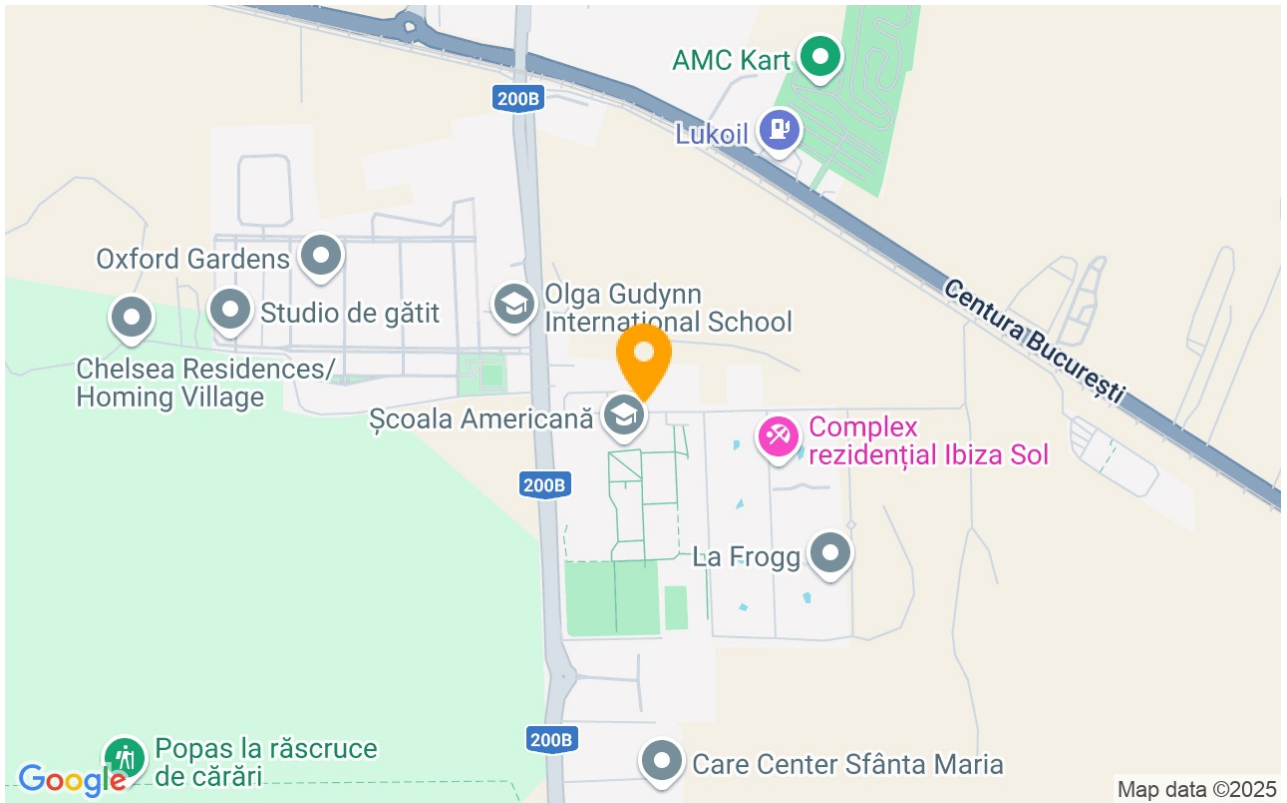 AMC Kart
200B
Lukoil
Oxford Gardens
Studio de gătit
Olga Gudynn
International School
Centura București
Chelsea Residences/
Homing Village
Școala Americană
Complex
rezidențial Ibiza Sol
200B
La Frogg
200B
Popas la răscruce
de cărări
Care Center Sfânta Maria
Google
Map data ©2025